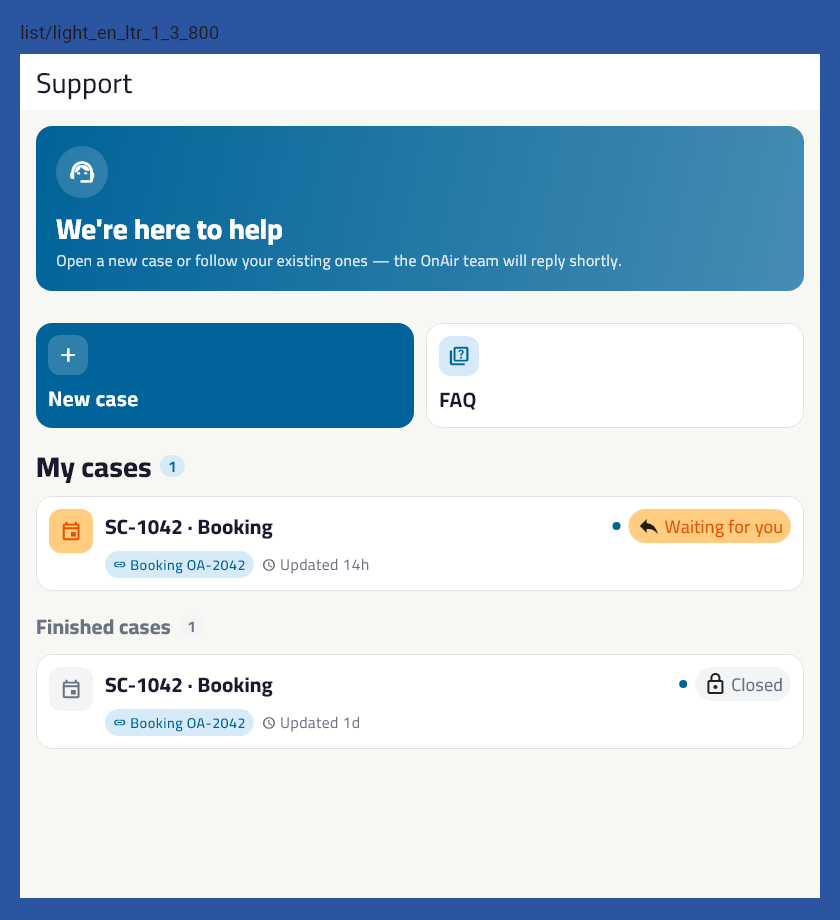 list/light_en_ltr_1_3_800
Support
We're here to help
Open a new case or follow your existing ones — the OnAir team will reply shortly.
New case
FAQ
My cases 1
SC-1042 · Booking
Waiting for you
Booking OA-2042
Updated 14h
Finished cases 1
SC-1042 · Booking
Closed
Booking OA-2042
Updated 1d